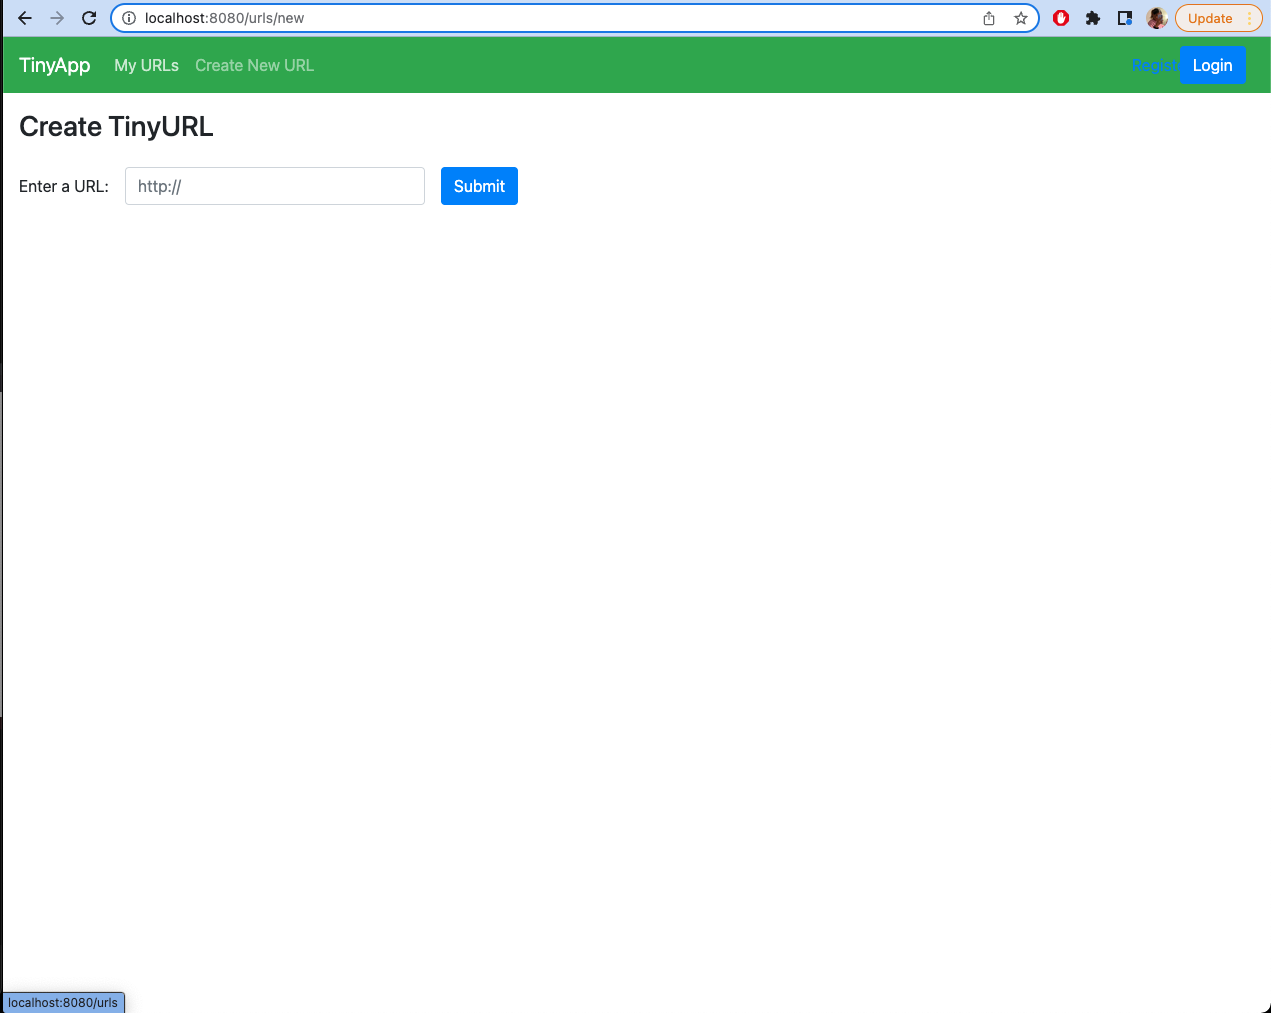 localhost:8080/urls/new
Update
TinyApp My URLs Create New URL Login
Create TinyURL
Enter a URL: http:// Submit
localhost:8080/urls